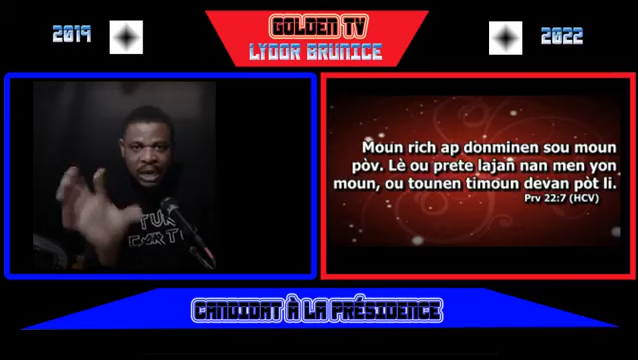 2019
GOLDEN TV
LYDOR BRUNICE
2022
Moun rich ap donminen sou moun
pòv. Lè ou prete lajan nan men yon
moun, ou tounen timoun devan pòt li.
Prv 22:7 (HCV)
CANDIDAT À LA PRÉSIDENCE